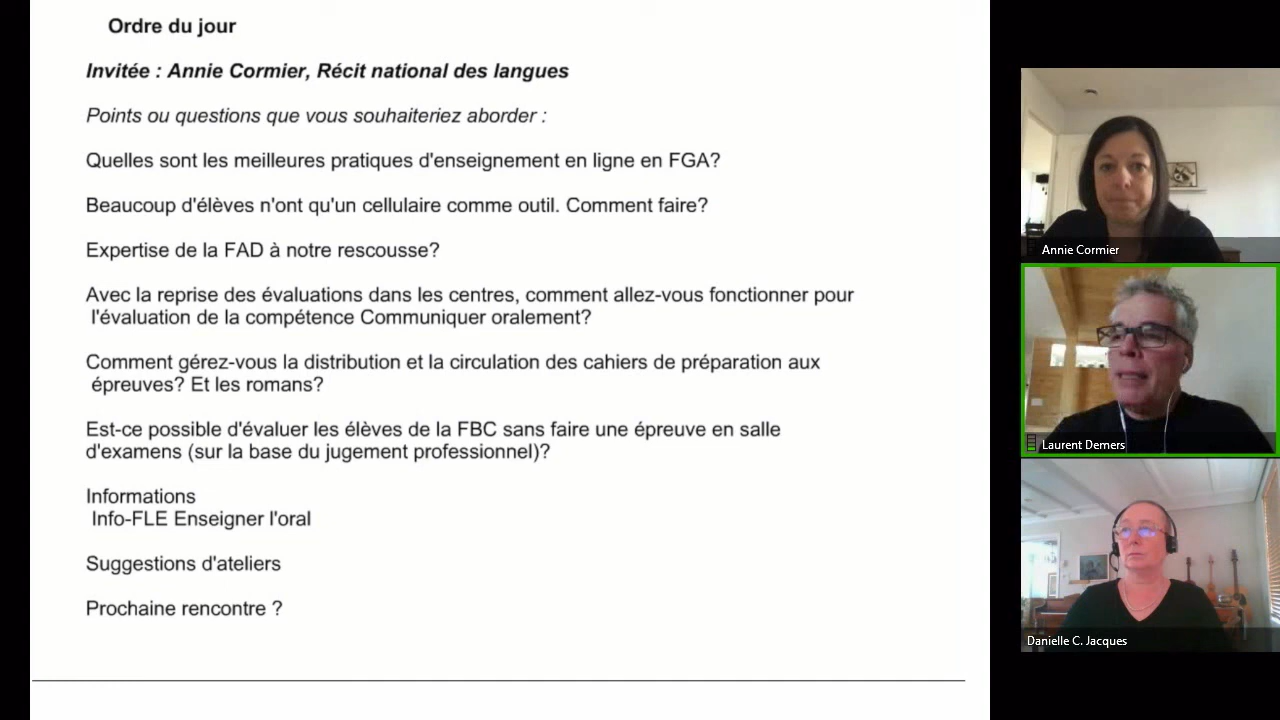 Ordre du jour
Invitée : Annie Cormier, Récit national des langues
Points ou questions que vous souhaiteriez aborder :
Quelles sont les meilleures pratiques d'enseignement en ligne en FGA?
Beaucoup d'élèves n'ont qu'un cellulaire comme outil. Comment faire?
Expertise de la FAD à notre rescousse?
Avec la reprise des évaluations dans les centres, comment allez-vous fonctionner pour
l'évaluation de la compétence Communiquer oralement?
Comment gérez-vous la distribution et la circulation des cahiers de préparation aux
épreuves? Et les romans?
Est-ce possible d'évaluer les élèves de la FBC sans faire une épreuve en salle
d'examens (sur la base du jugement professionnel)?
Informations
Info-FLE Enseigner l'oral
Suggestions d'ateliers
Prochaine rencontre ?
Annie Cormier
Laurent Demers
Danielle C. Jacques